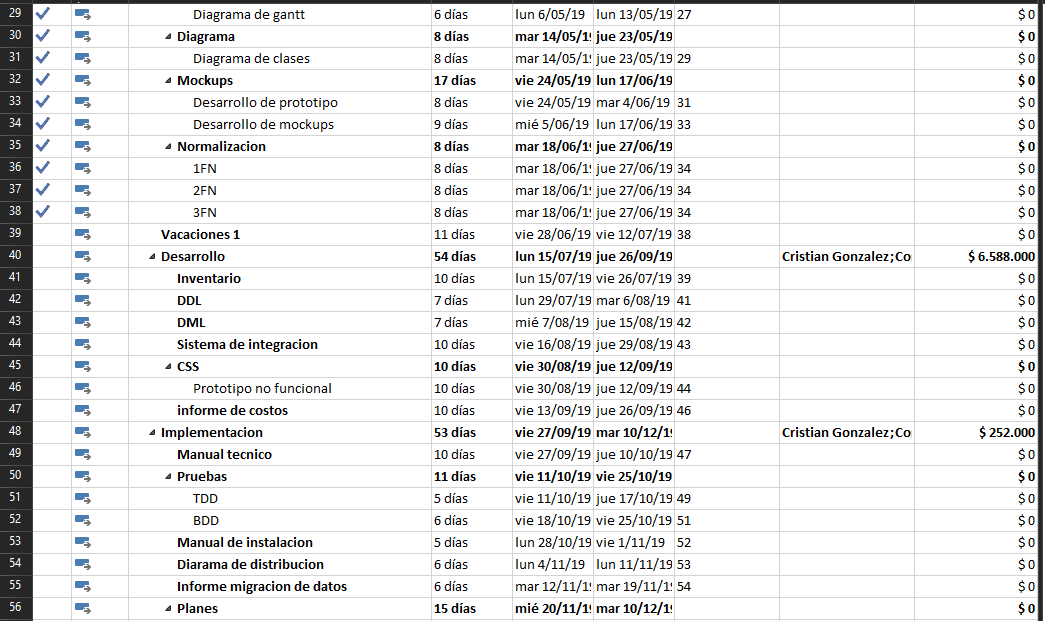 29 Diagrama de gantt 6 días lun 6/05/19 lun 13/05/19 27 $ 0
30 Diagrama 8 días mar 14/05/19 jue 23/05/19 $ 0
31 Diagrama de clases 8 días mar 14/05/19 jue 23/05/19 29 $ 0
32 Mockups 17 días vie 24/05/19 lun 17/06/19 $ 0
33 Desarrollo de prototipo 8 días vie 24/05/19 mar 4/06/19 31 $ 0
34 Desarrollo de mockups 9 días mié 5/06/19 lun 17/06/19 33 $ 0
35 Normalizacion 8 días mar 18/06/19 jue 27/06/19 $ 0
36 1FN 8 días mar 18/06/19 jue 27/06/19 34 $ 0
37 2FN 8 días mar 18/06/19 jue 27/06/19 34 $ 0
38 3FN 8 días mar 18/06/19 jue 27/06/19 34 $ 0
39 Vacaciones 1 11 días vie 28/06/19 vie 12/07/19 38 $ 0
40 Desarrollo 54 días lun 15/07/19 jue 26/09/19 Cristian Gonzalez;Co $ 6.588.000
41 Inventario 10 días lun 15/07/19 vie 26/07/19 39 $ 0
42 DDL 7 días lun 29/07/19 mar 6/08/19 41 $ 0
43 DML 7 días mié 7/08/19 jue 15/08/19 42 $ 0
44 Sistema de integracion 10 días vie 16/08/19 jue 29/08/19 43 $ 0
45 CSS 10 días vie 30/08/19 jue 12/09/19 $ 0
46 Prototipo no funcional 10 días vie 30/08/19 jue 12/09/19 44 $ 0
47 informe de costos 10 días vie 13/09/19 jue 26/09/19 46 $ 0
48 Implementacion 53 días vie 27/09/19 mar 10/12/19 Cristian Gonzalez;Co $ 252.000
49 Manual tecnico 10 días vie 27/09/19 jue 10/10/19 47 $ 0
50 Pruebas 11 días vie 11/10/19 vie 25/10/19 $ 0
51 TDD 5 días vie 11/10/19 jue 17/10/19 49 $ 0
52 BDD 6 días vie 18/10/19 vie 25/10/19 51 $ 0
53 Manual de instalacion 5 días lun 28/10/19 vie 1/11/19 52 $ 0
54 Diarama de distribucion 6 días lun 4/11/19 lun 11/11/19 53 $ 0
55 Informe migracion de datos 6 días mar 12/11/19 mar 19/11/19 54 $ 0
56 Planes 15 días mié 20/11/19 mar 10/12/19 $ 0